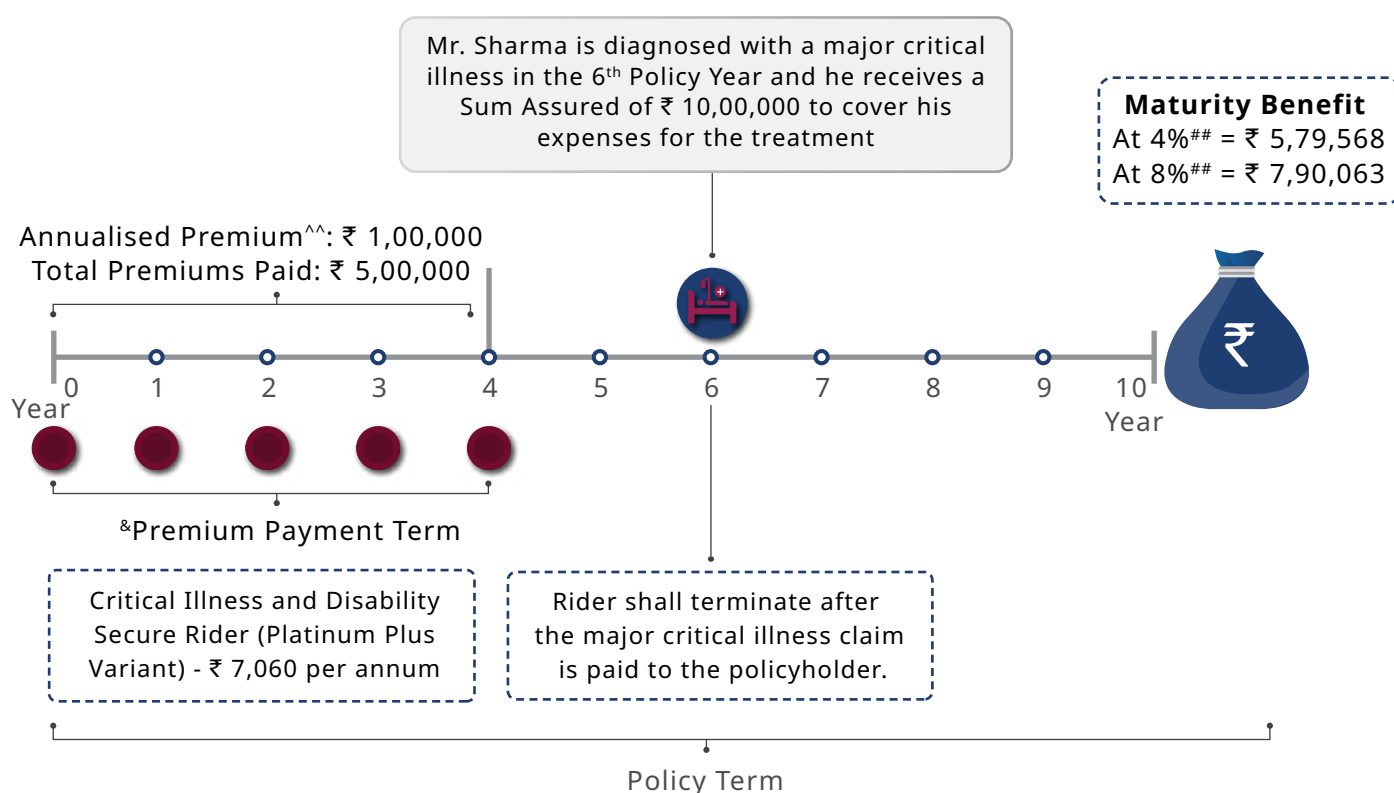 Mr. Sharma is diagnosed with a major critical
illness in the 6th Policy Year and he receives a
Sum Assured of ₹ 10,00,000 to cover his
expenses for the treatment
Maturity Benefit
At 4%## = ₹ 5,79,568
At 8%## = ₹ 7,90,063
Annualised Premium^^: ₹ 1,00,000
Total Premiums Paid: ₹ 5,00,000
₹
0 1 2 3 4 5 6 7 8 9 10
Year
Year
&Premium Payment Term
Critical Illness and Disability
Secure Rider (Platinum Plus
Variant) - ₹ 7,060 per annum
Rider shall terminate after
the major critical illness claim
is paid to the policyholder.
Policy Term